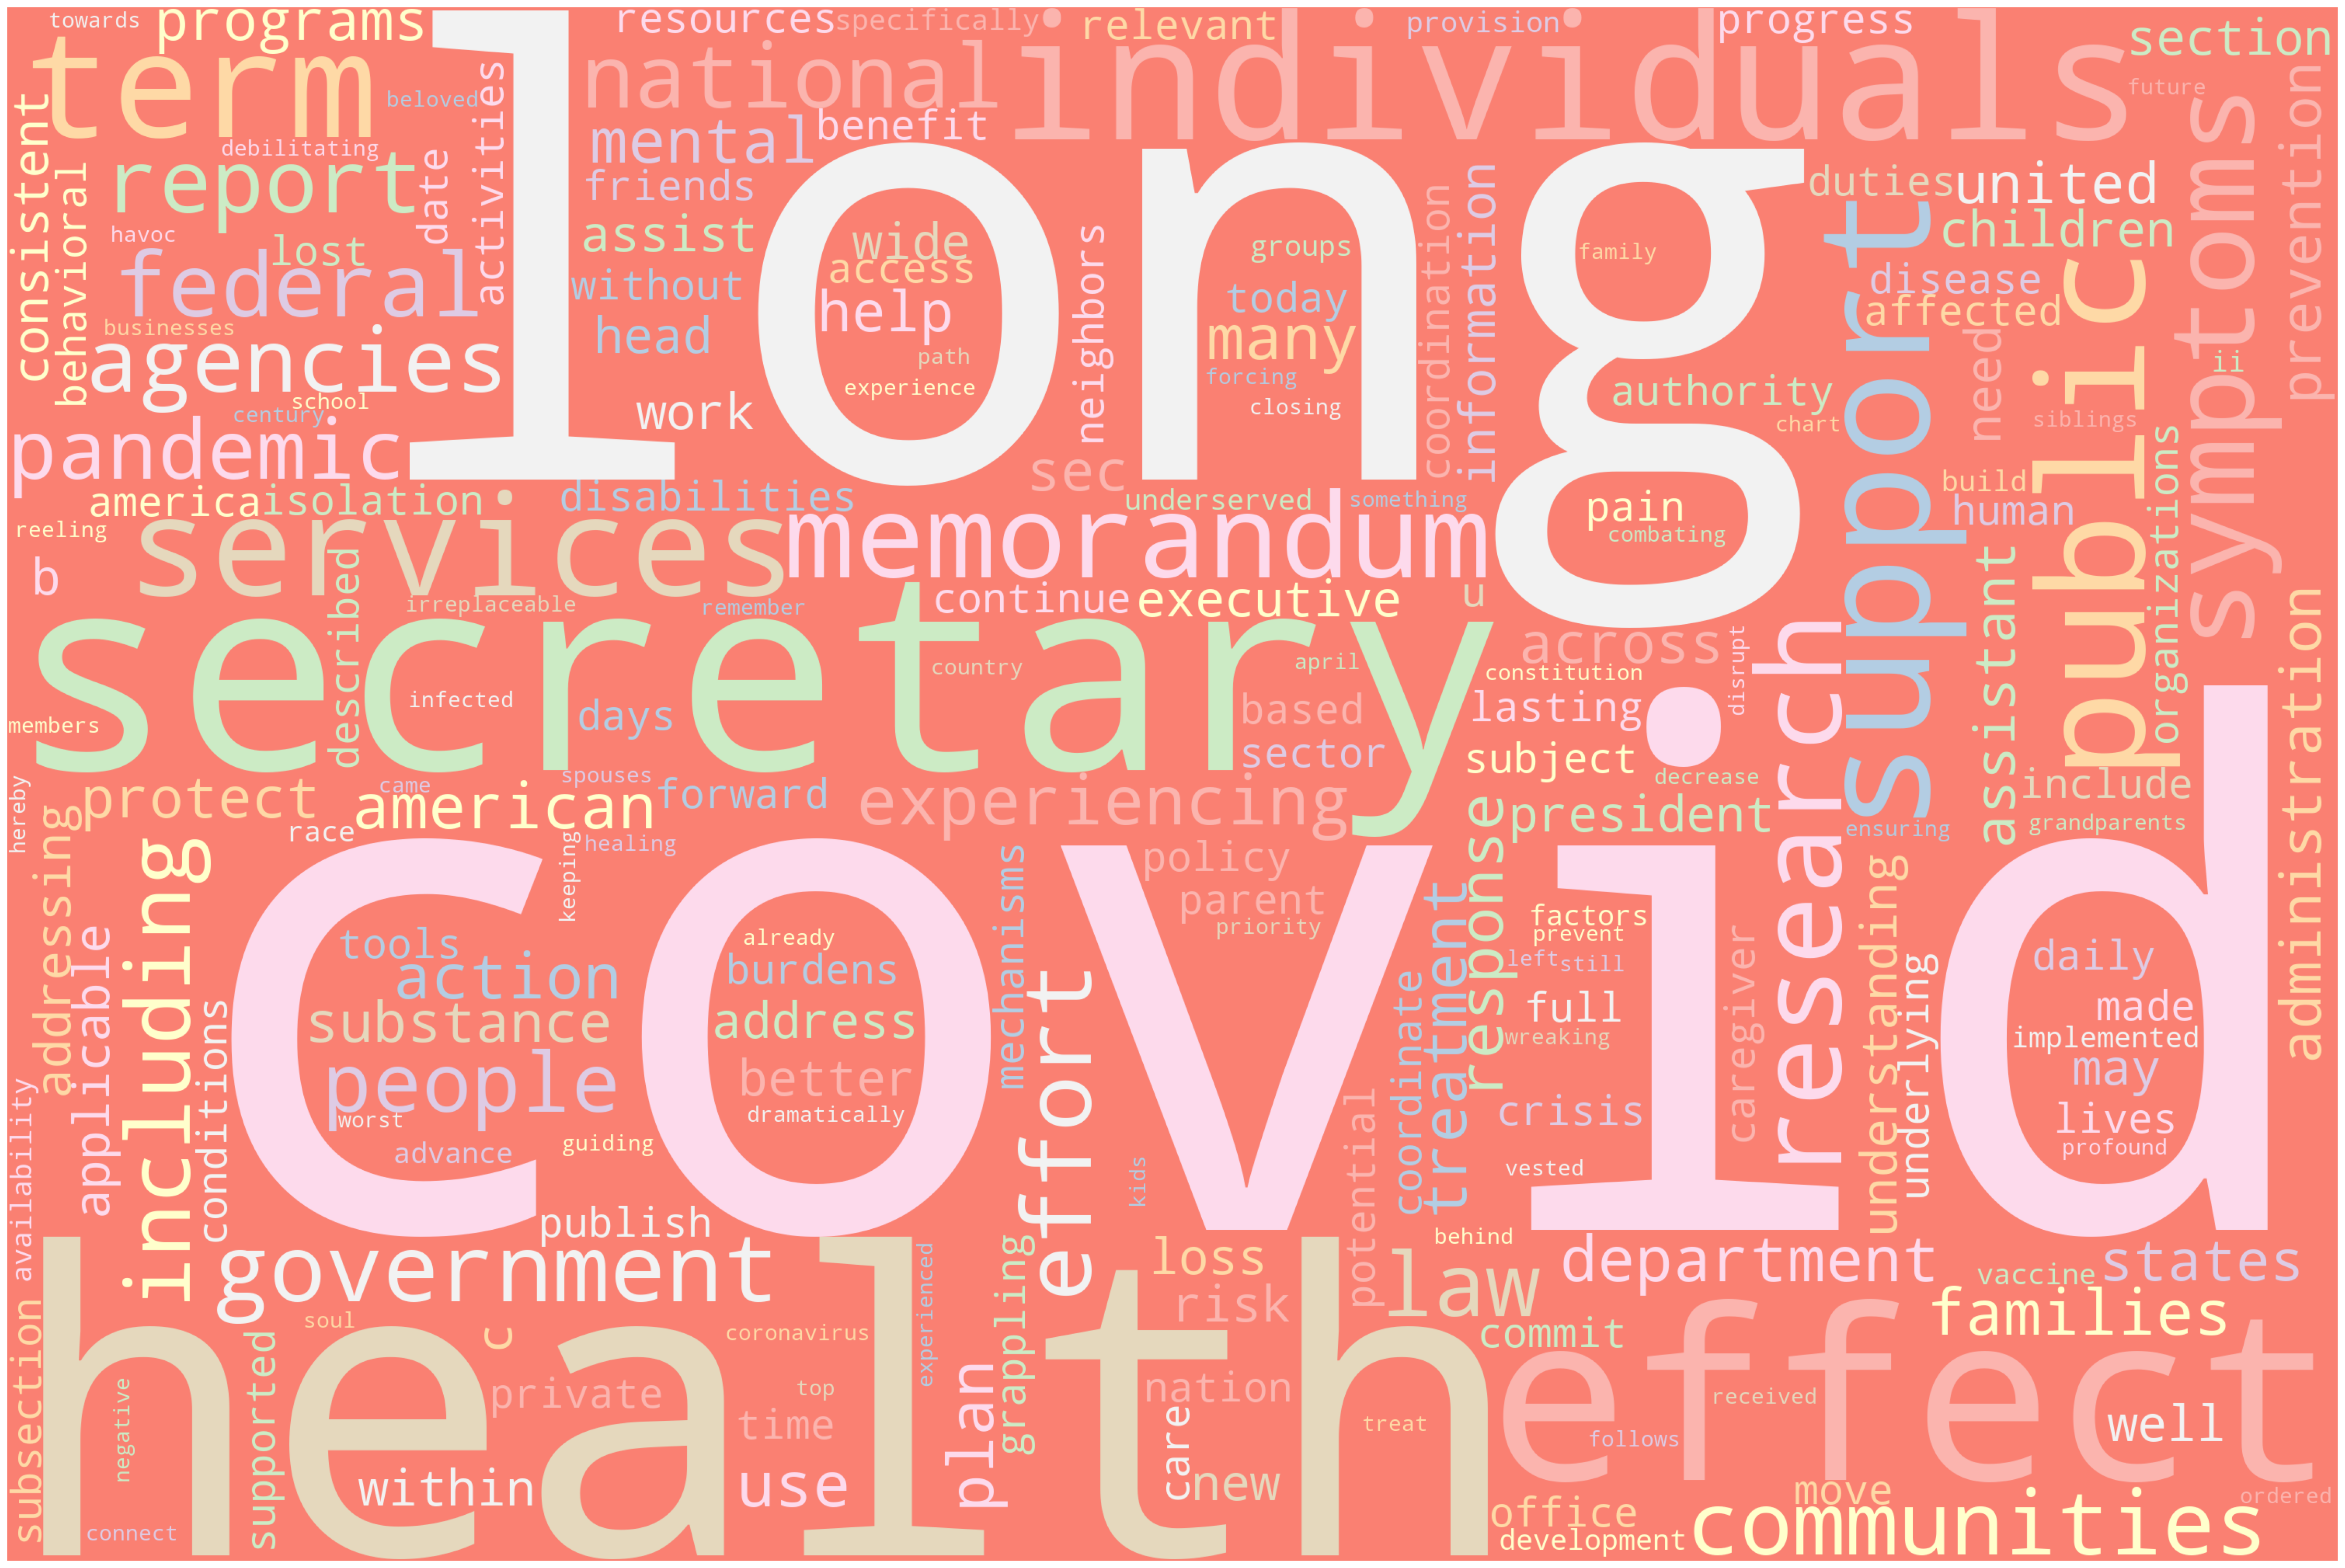 towards
programs
resources
specifically
relevant
provision
progress
section
term
long
national
individuals
future
beloved
activities
consistent
debilitating
mental
benefit
symptoms
prevention
report
date
friends
duties
united
behavioral
havoc
lost
federal
assist
wide
access
groups
family
support
children
public
without
help
neighbors
today
many
coordination
information
disease
affected
businesses
agencies
head
path
experience
forcing
closing
authority
need
ii
school
century
work
chart
siblings
pandemic
sec
organizations
america
isolation
disabilities
underserved
something
pain
build
reeling
services
memorandum
combating
human
b
described
irreplaceable
remember
continue
executive
u
assistant
secretary
country
april
across
constitution
disrupt
research
administration
members
infected
days
based
lasting
sector
subject
decrease
hereby
came
spouses
protect
american
forward
experiencing
response
president
include
race
healing
ensuring
grandparents
addressing
including
covid
keeping
mechanisms
policy
parent
priority
treatment
factors
prevent
understanding
applicable
tools
already
action
burdens
left
still
caregiver
underlying
daily
substance
address
effort
coordinate
full
made
conditions
wreaking
implemented
people
better
may
availability
worst
dramatically
potential
crisis
lives
advance
guiding
kids
vested
profound
publish
behind
government
health
experienced
grappling
loss
law
department
vaccine
states
subsection
supported
soul
c
coronavirus
risk
commit
families
effect
negative
private
top
plan
nation
care
received
time
treat
follows
well
within
use
new
office
move
ordered
connect
development
communities